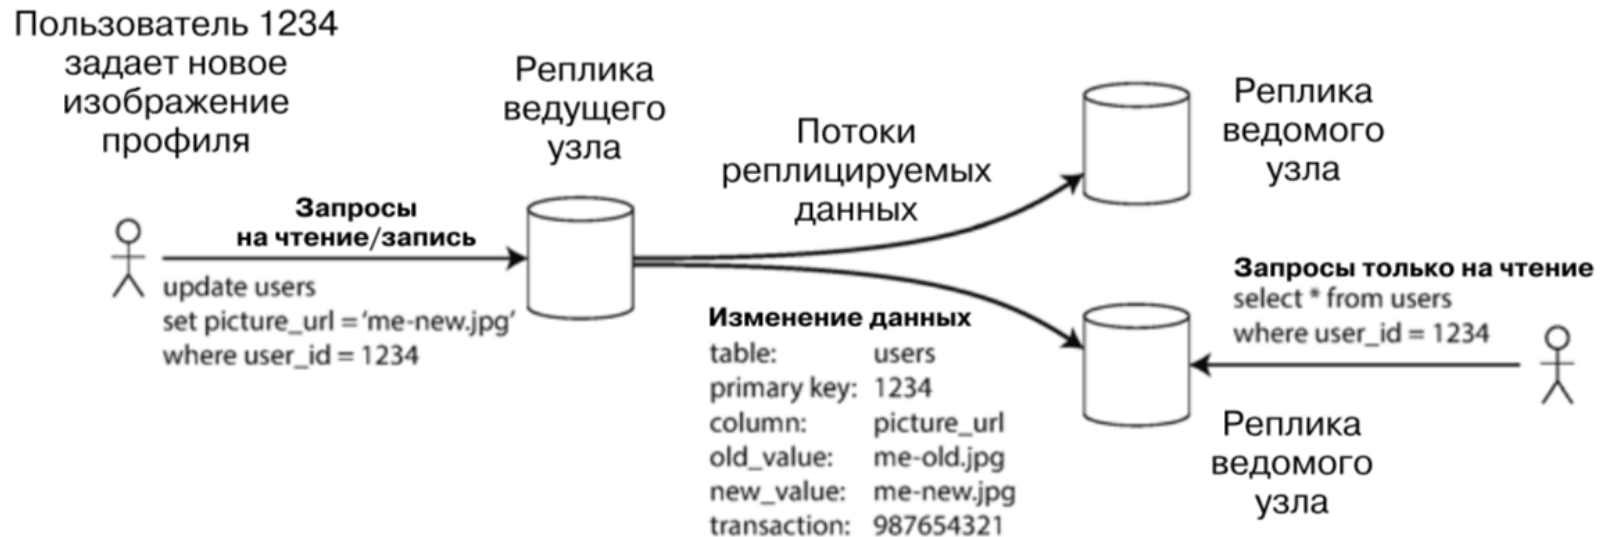 Пользователь 1234
задает новое
изображение
профиля
Реплика
ведущего
узла
Запросы
на чтение/запись
update users
set picture_url = ‘me-new.jpg’
where user_id = 1234
Потоки
реплицируемых
данных
Изменение данных
table: users
primary key: 1234
column: picture_url
old_value: me-old.jpg
new_value: me-new.jpg
transaction: 987654321
Реплика
ведомого
узла
Запросы только на чтение
select * from users
where user_id = 1234
Реплика
ведомого
узла